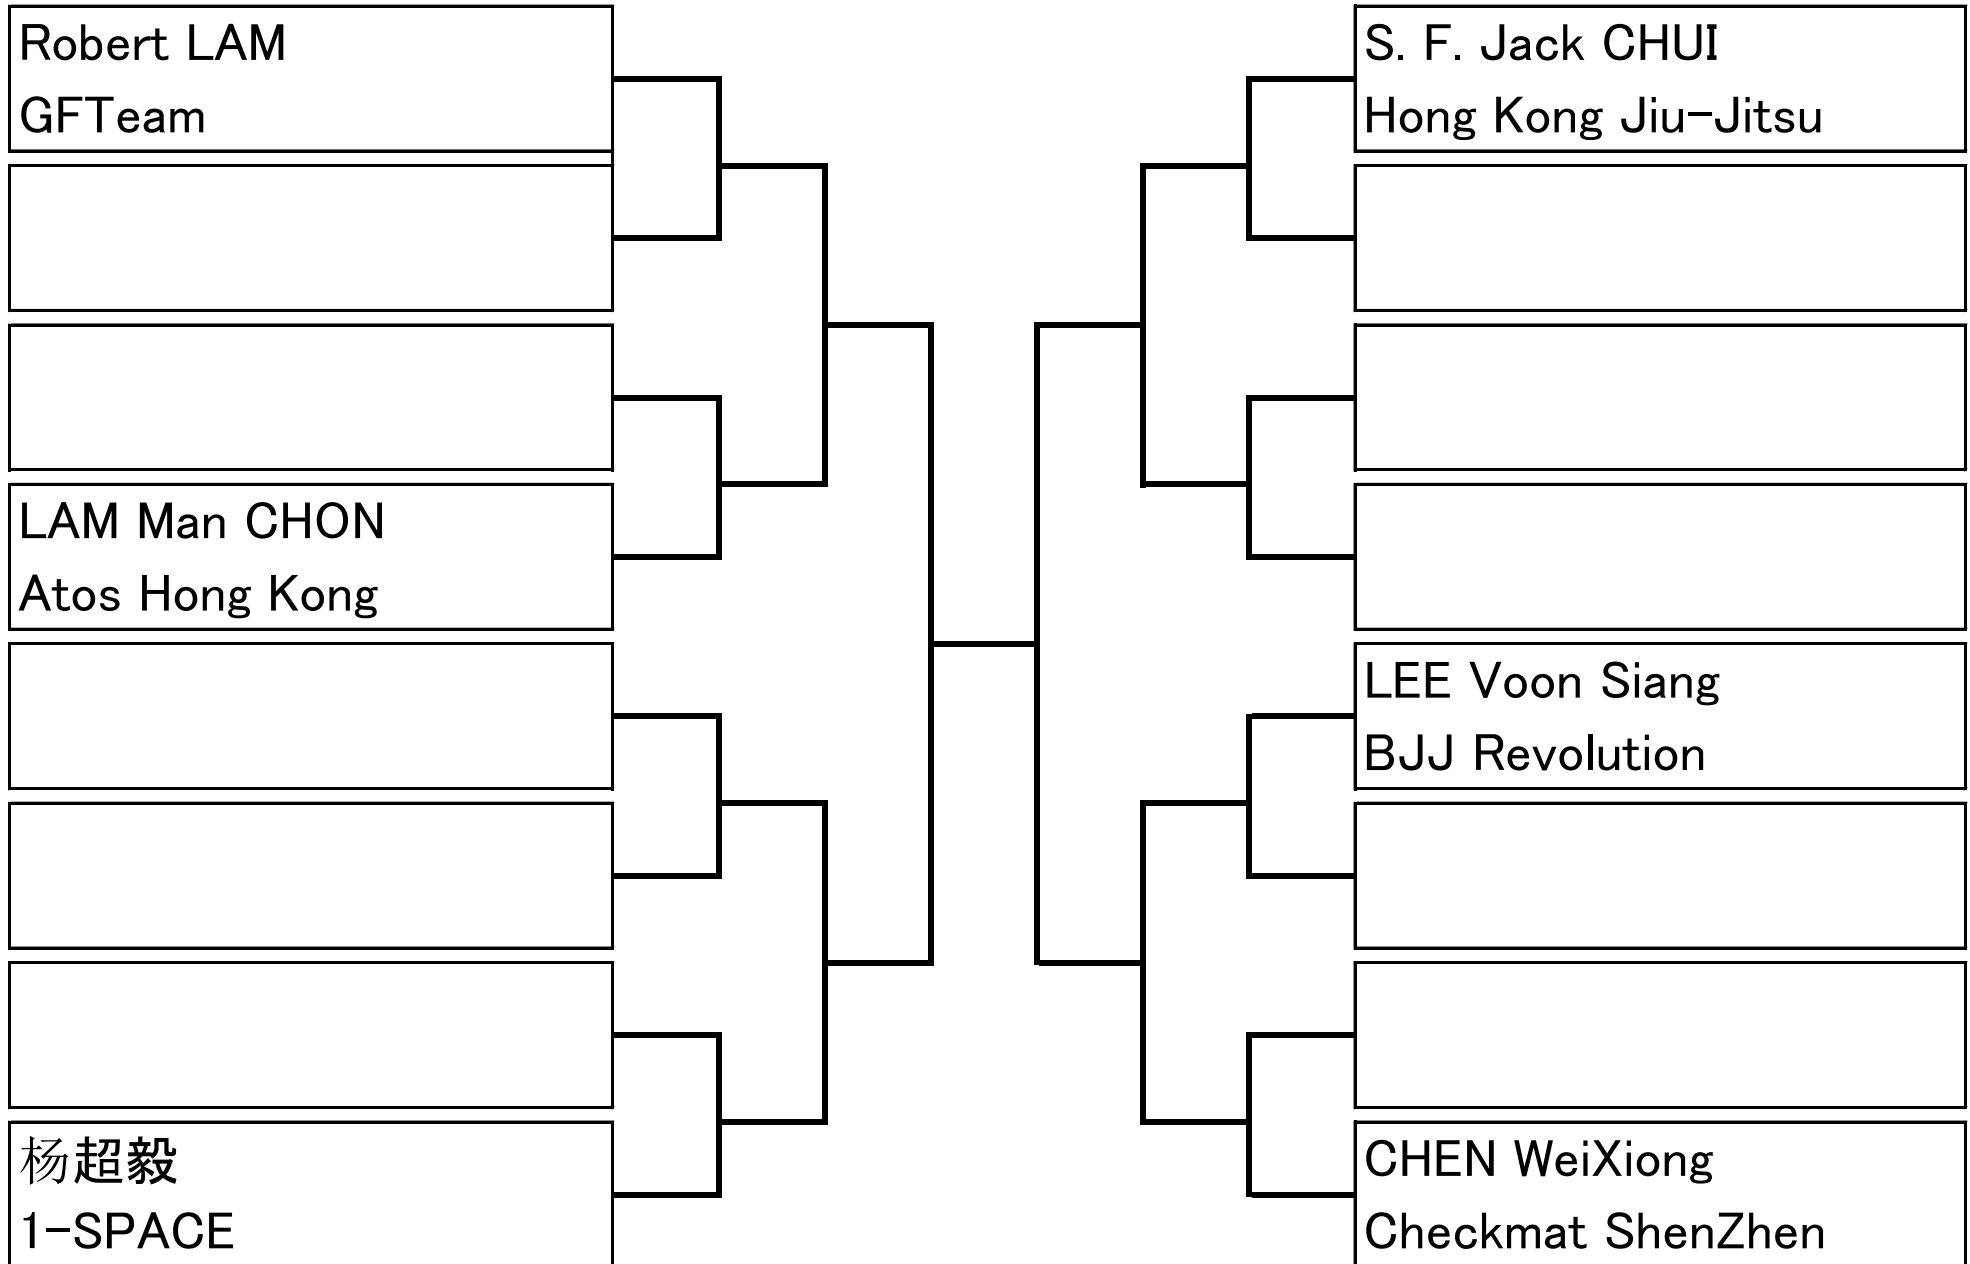 Robert LAM
GFTeam
LAM Man CHON
Atos Hong Kong
杨超毅
1-SPACE
S. F. Jack CHUI
Hong Kong Jiu-Jitsu
LEE Voon Siang
BJJ Revolution
CHEN WeiXiong
Checkmat ShenZhen